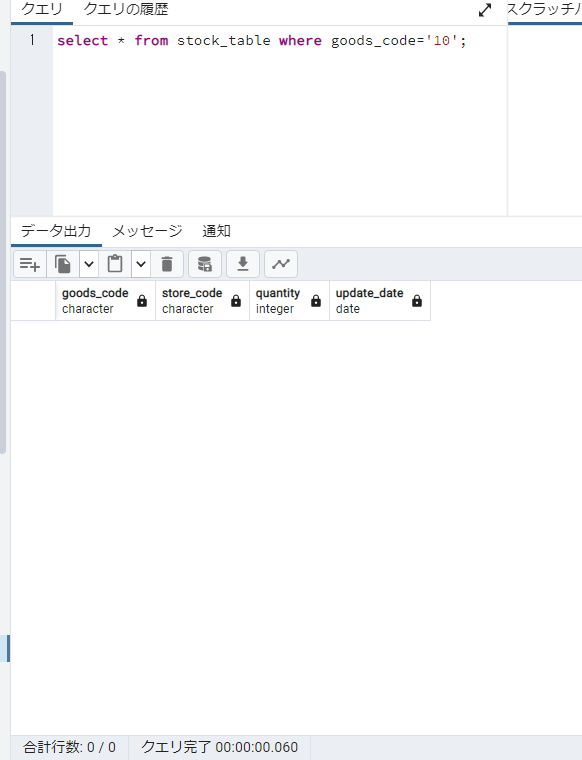 クエリ クエリの履歴
スクラッチパ
1 select * from stock_table where goods_code='10';
データ出力 メッセージ 通知
goods_code store_code quantity update_date
character character integer date
合計行数: 0 / 0 クエリ完了 00:00:00.060